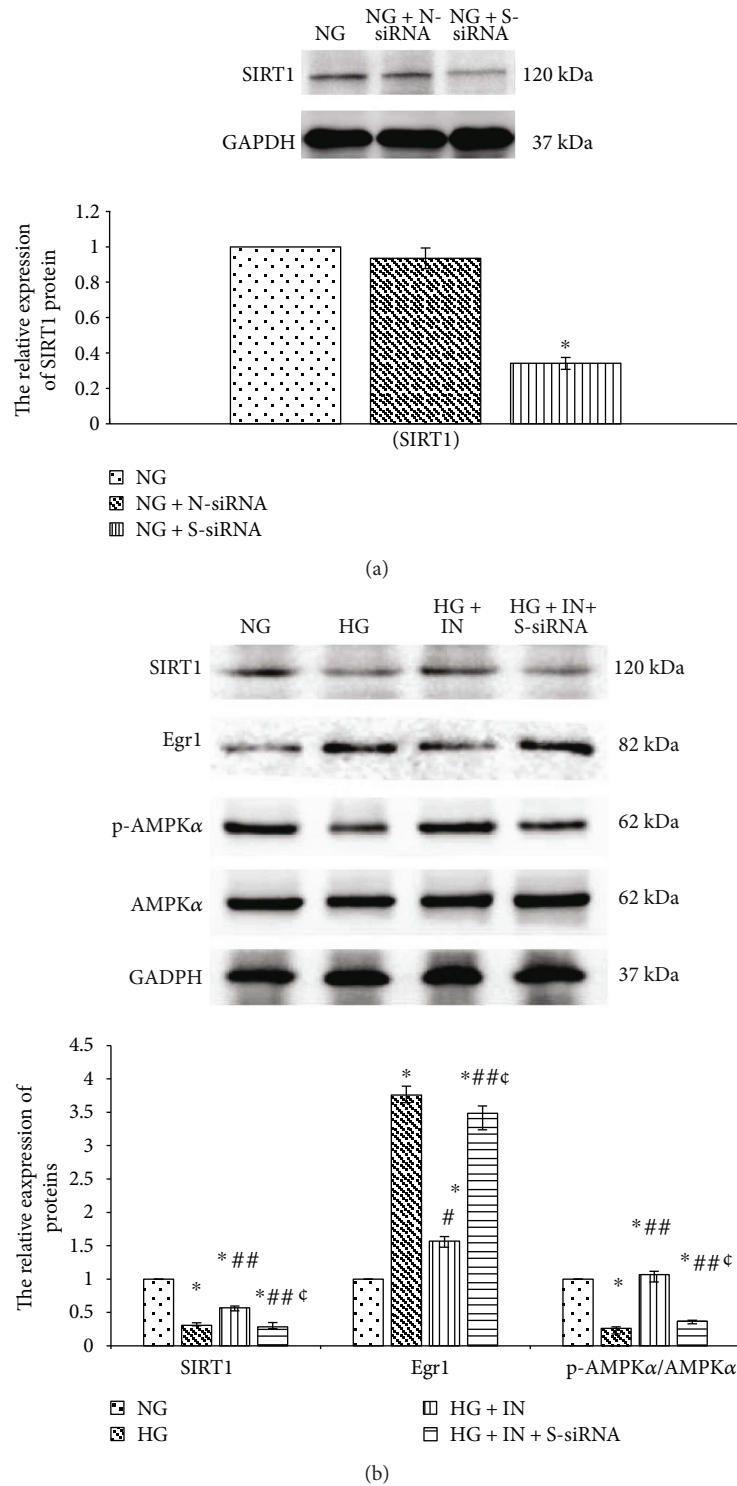 NG
NG + N-
siRNA
NG + S-
siRNA
SIRT1
120 kDa
GAPDH
37 kDa
The relative expression
of SIRT1 protein
1.2
1
0.8
0.6
0.4
0.2
0
*
(SIRT1)
NG
NG + N-siRNA
NG + S-siRNA
(a)
NG
HG
HG +
IN
HG + IN+
S-siRNA
SIRT1
120 kDa
Egr1
82 kDa
p-AMPKα
62 kDa
AMPKα
62 kDa
GADPH
37 kDa
The relative eaxpression of
proteins
4.5
4
3.5
3
2.5
2
1.5
1
0.5
0
*
* ##
*## ¢
*
*
#
*##¢
*
*##
*##¢
SIRT1
Egr1
p-AMPKα/AMPKα
NG
HG
HG + IN
HG + IN + S-siRNA
(b)